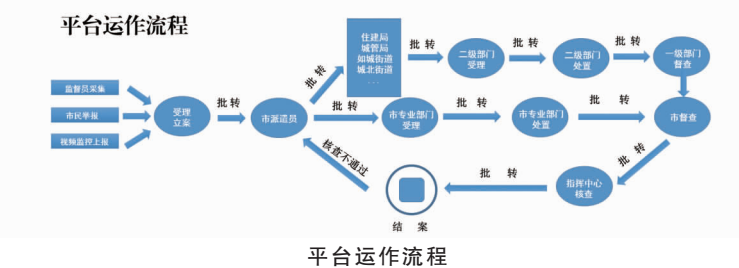 平台运作流程
监督员采集
市民举报
视频监控上报
受理
立案
批转
市派遣员
批转
住建局
城管局
如城街道
城北街道
...
批转
二级部门
受理
批转
二级部门
处置
批转
一级部门
督查
批转
市专业部门
受理
批转
市专业部门
处置
批转
市督查
批转
指挥中心
核查
批转
核查不通过
结案
平台运作流程